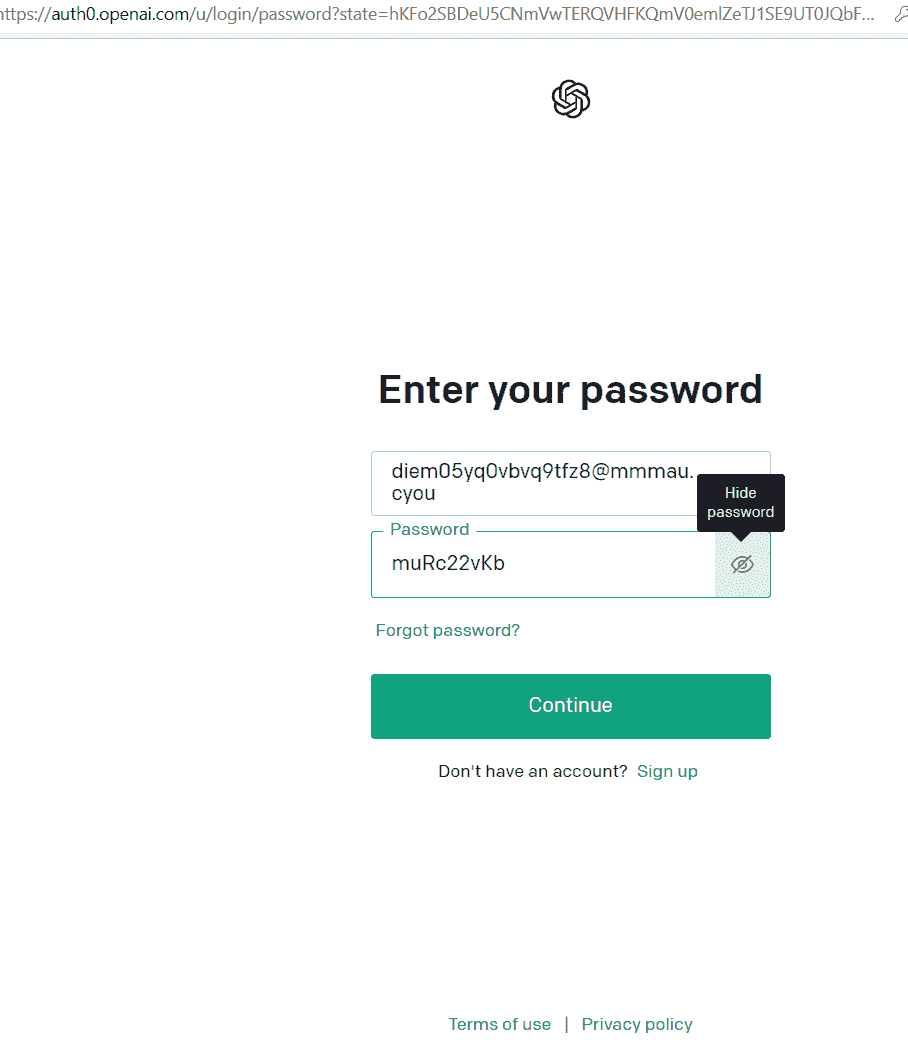 https://auth0.openai.com/u/login/password?state=hKFo2SBDeU5CNmVwTERQVHFKQmV0emlZeTJ1SE9UT0JQbF...
Enter your password
diem05yq0vbvq9tfz8@mmmau.
cyou
Hide
password
Password
muRc22vKb
Forgot password?
Continue
Don't have an account? Sign up
Terms of use | Privacy policy